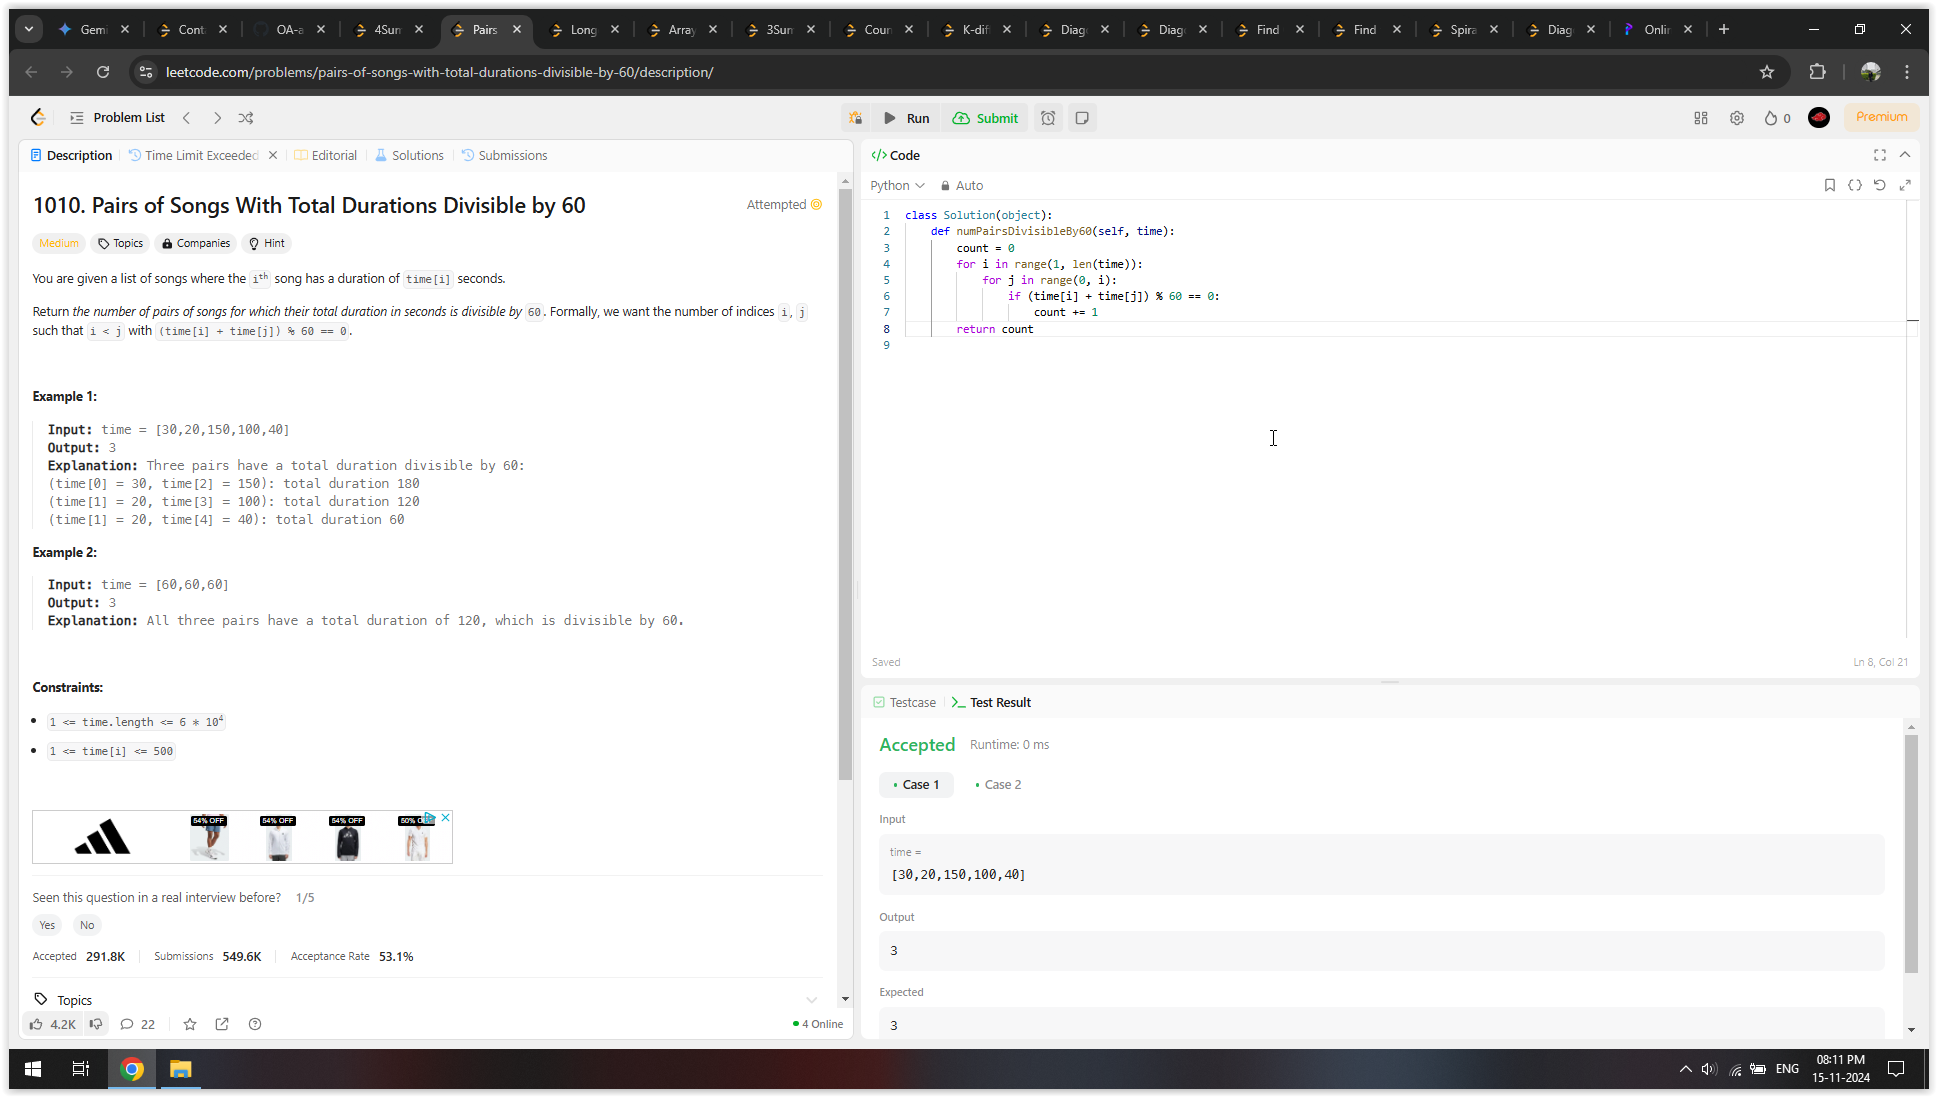 Gemi
Cont
OA-a
4Sum
Pairs
Long
Array
3Sum
Coun
K-dif
Diag
Diag
Find
Find
Spira
Diag
Onlin
leetcode.com/problems/pairs-of-songs-with-total-durations-divisible-by-60/description/
Problem List
Run
Submit
0
Premium
Description
Time Limit Exceeded
Editorial
Solutions
Submissions
1010. Pairs of Songs With Total Durations Divisible by 60
Attempted
Medium
Topics
Companies
Hint
You are given a list of songs where the ith song has a duration of time[i] seconds.
Return the number of pairs of songs for which their total duration in seconds is divisible by 60. Formally, we want the number of indices i, j
such that i < j with (time[i] + time[j]) % 60 == 0.
Example 1:
Input: time = [30,20,150,100,40]
Output: 3
Explanation: Three pairs have a total duration divisible by 60:
(time[0] = 30, time[2] = 150): total duration 180
(time[1] = 20, time[3] = 100): total duration 120
(time[1] = 20, time[4] = 40): total duration 60
Example 2:
Input: time = [60,60,60]
Output: 3
Explanation: All three pairs have a total duration of 120, which is divisible by 60.
Constraints:
1 <= time.length <= 6 * 10^4
1 <= time[i] <= 500
54% OFF
54% OFF
54% OFF
50%
Seen this question in a real interview before? 1/5
Yes
No
Accepted 291.8K
Submissions 549.6K
Acceptance Rate 53.1%
Topics
4.2K
22
4 Online
Code
Python
Auto
1 class Solution(object):
2 def numPairsDivisibleBy60(self, time):
3 count = 0
4 for i in range(1, len(time)):
5 for j in range(0, i):
6 if (time[i] + time[j]) % 60 == 0:
7 count += 1
8 return count
9
Saved
Ln 8, Col 21
Testcase
Test Result
Accepted Runtime: 0 ms
Case 1
Case 2
Input
time =
[30,20,150,100,40]
Output
3
Expected
3
ENG
08:11 PM
15-11-2024